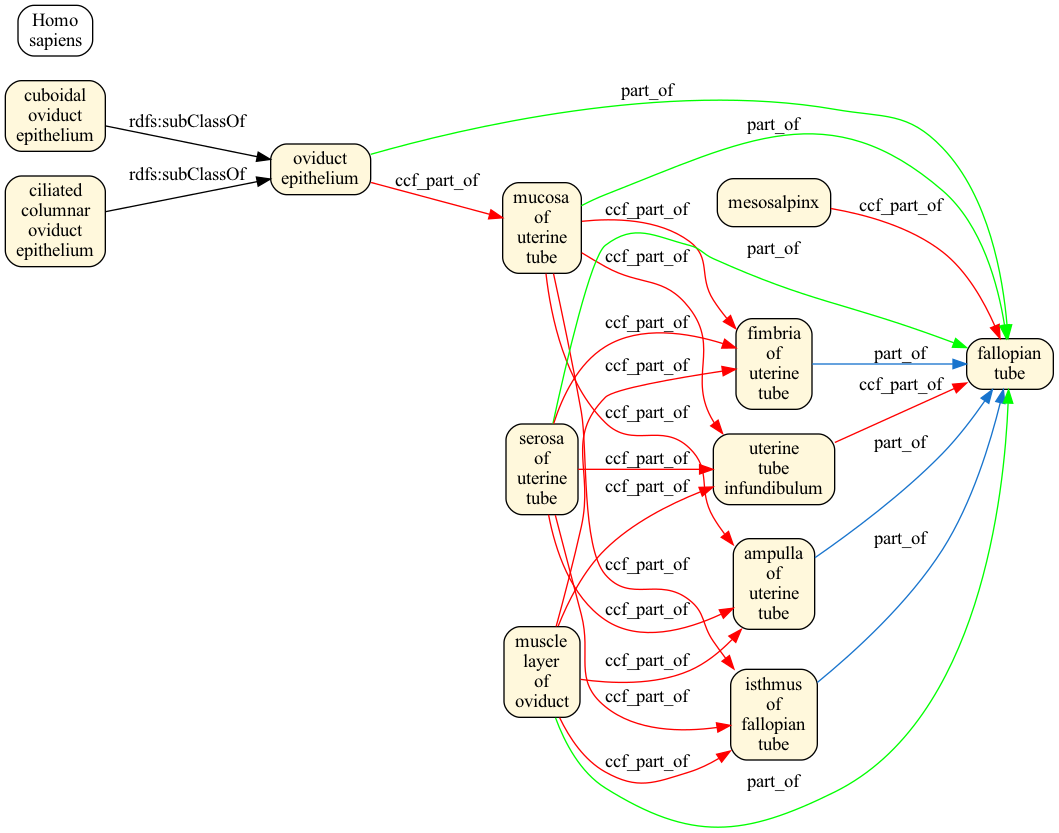 Homo
sapiens
cuboidal
oviduct
epithelium
rdfs:subClassOf
ciliated
columnar
oviduct
epithelium
rdfs:subClassOf
oviduct
epithelium
part_of
ccf_part_of
mucosa
of
uterine
tube
part_of
ccf_part_of
ccf_part_of
mesosalpinx
ccf_part_of
part_of
ccf_part_of
ccf_part_of
ccf_part_of
fimbria
of
uterine
tube
part_of
fallopian
tube
ccf_part_of
serosa
of
uterine
tube
ccf_part_of
ccf_part_of
uterine
tube
infundibulum
part_of
ccf_part_of
ccf_part_of
ampulla
of
uterine
tube
part_of
muscle
layer
of
oviduct
ccf_part_of
ccf_part_of
ccf_part_of
isthmus
of
fallopian
tube
part_of